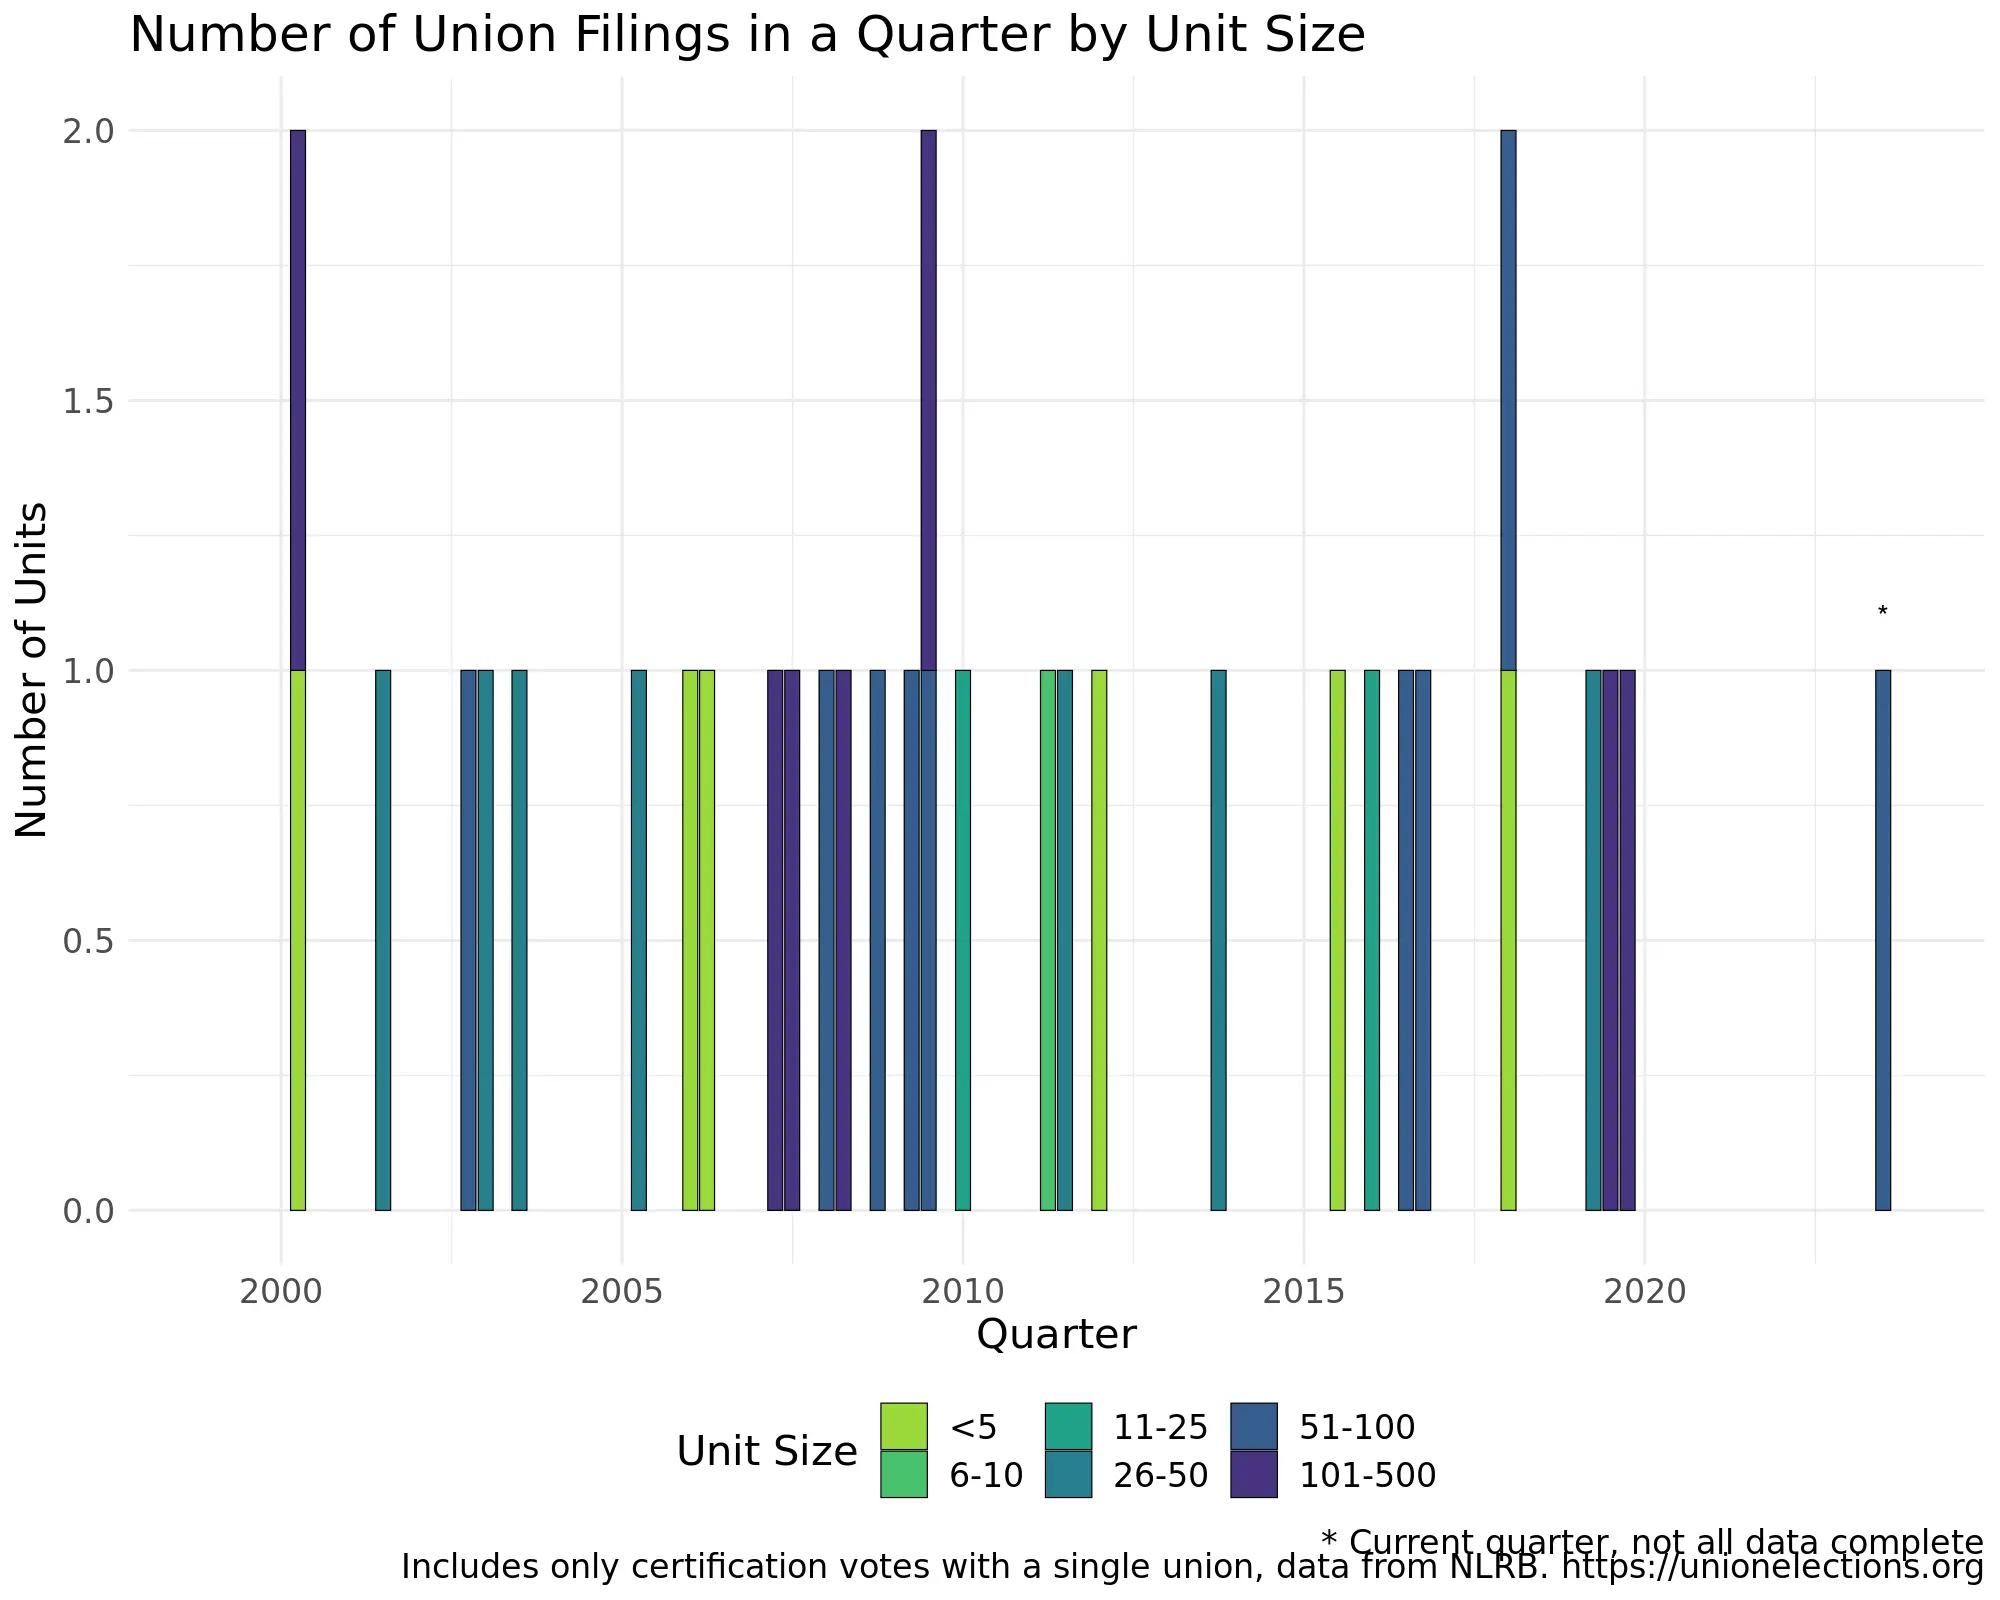 Number of Union Filings in a Quarter by Unit Size
Number of Units
2.0
1.5
*
1.0
0.5
0.0
2000 2005 2010 2015 2020
Quarter
Unit Size
<5 11-25 51-100
6-10 26-50 101-500
* Current quarter, not all data complete
Includes only certification votes with a single union, data from NLRB. https://unionelections.org